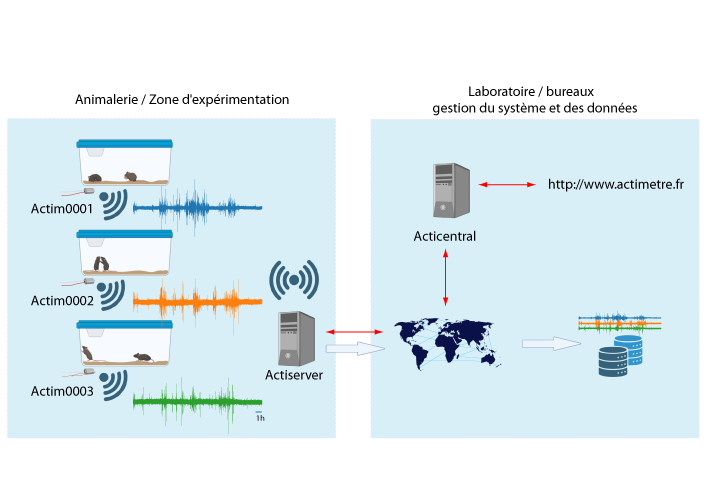 Animalerie / Zone d'expérimentation
Actim0001
Actim0002
Actim0003
1h
Actiserver
Laboratoire / bureaux
gestion du système et des données
http://www.actimetre.fr
Acticentral